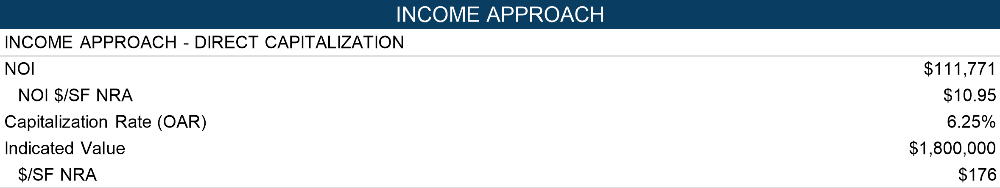 INCOME APPROACH
INCOME APPROACH - DIRECT CAPITALIZATION
NOI $111,771
NOI $/SF NRA $10.95
Capitalization Rate (OAR) 6.25%
Indicated Value $1,800,000
$/SF NRA $176